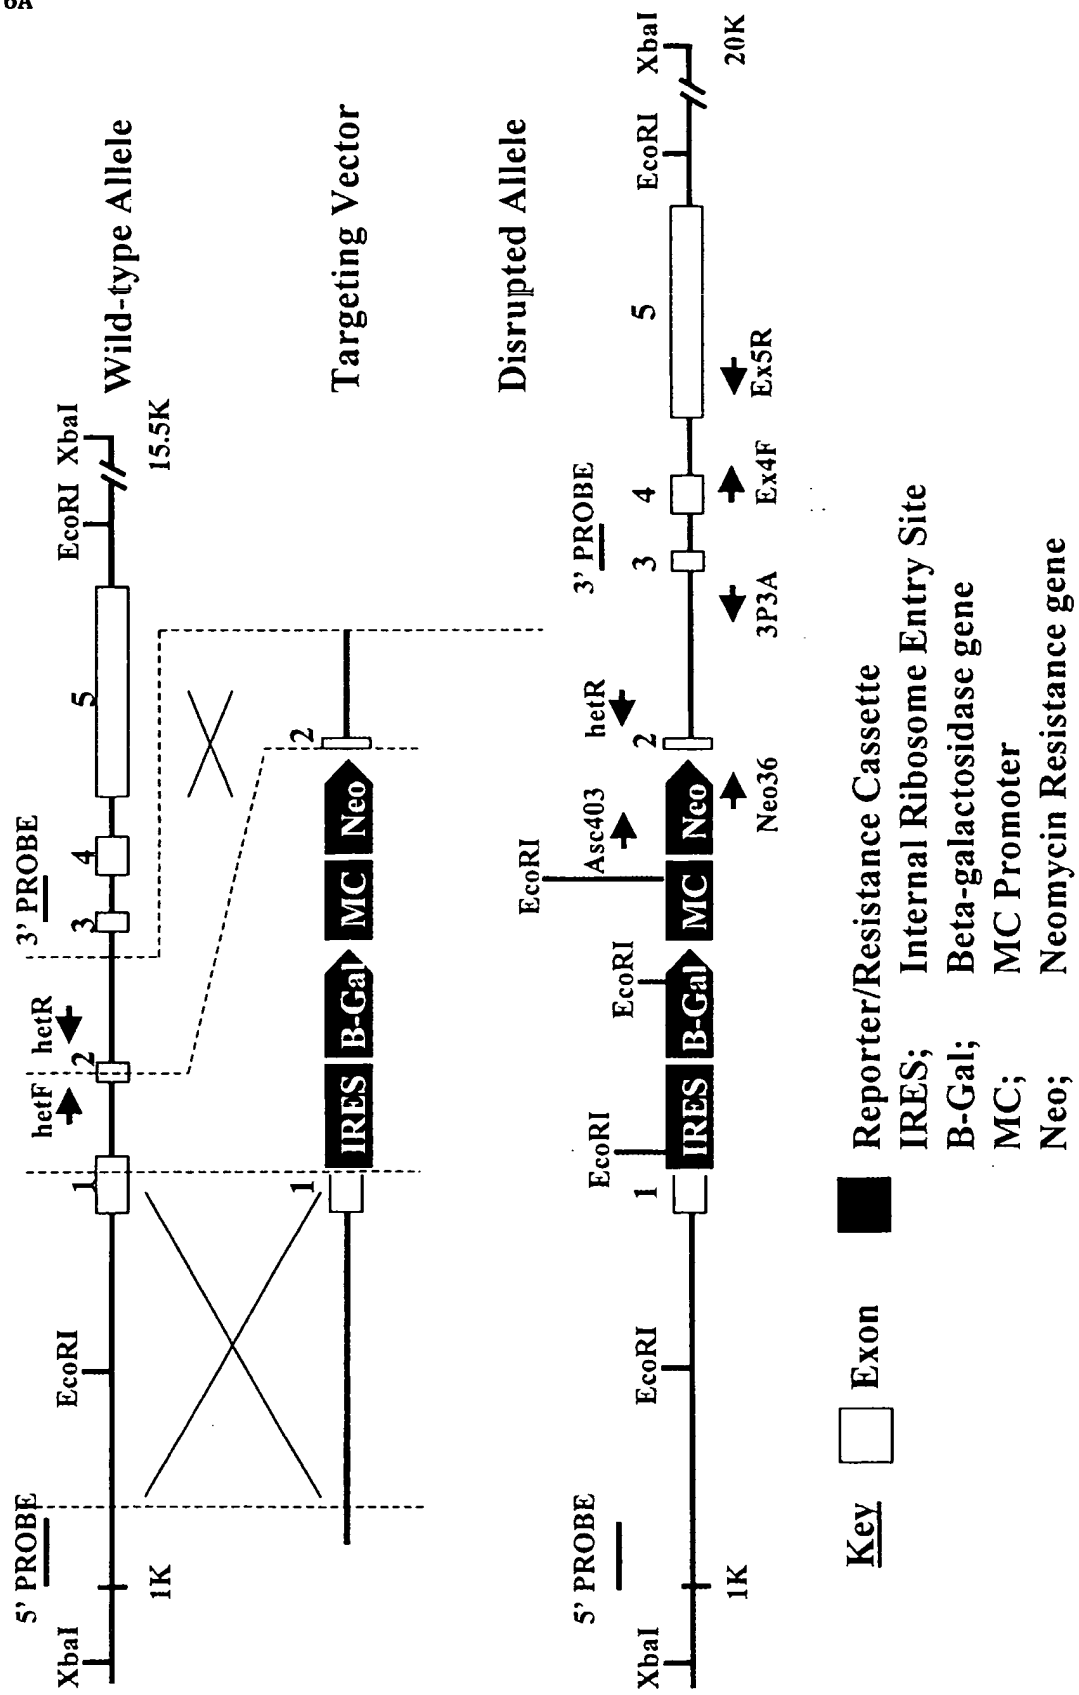 6A
5' PROBE
hetF
hetR
3' PROBE
XbaI
EcoRI
EcoRI
XbaI
1
2
3
4
5
1K
15.5K
Wild-type Allele
1
IRES
B-Gal
MC
Neo
2
Targeting Vector
Disrupted Allele
5' PROBE
EcoRI
EcoRI
EcoRI
Asc403
hetR
3' PROBE
XbaI
EcoRI
EcoRI
XbaI
1
IRES
B-Gal
MC
Neo
2
3
4
5
1K
Neo36
3P3A
Ex4F
Ex5R
20K
Key
Exon
Reporter/Resistance Cassette
IRES; Internal Ribosome Entry Site
B-Gal; Beta-galactosidase gene
MC; MC Promoter
Neo; Neomycin Resistance gene